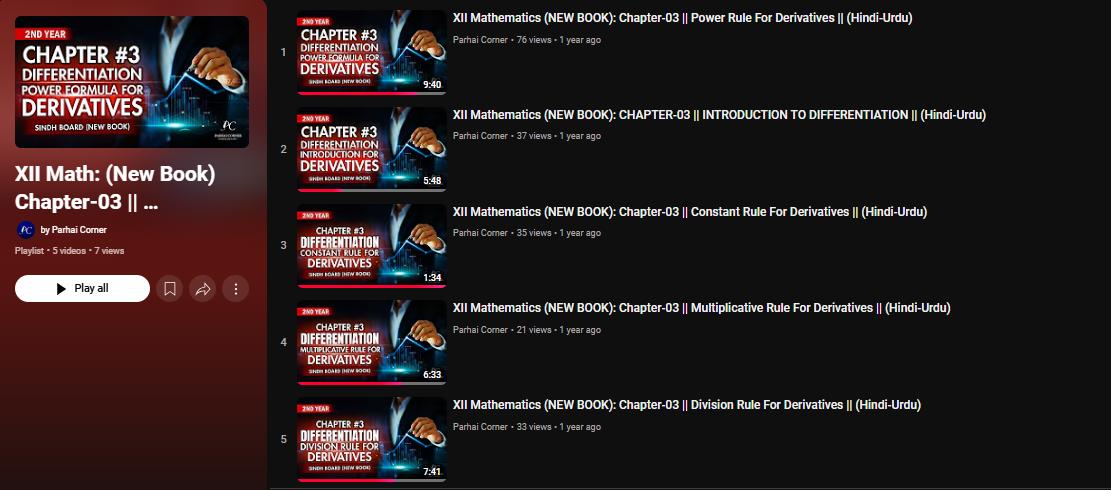 2ND YEAR
CHAPTER #3
DIFFERENTIATION
POWER FORMULA FOR
DERIVATIVES
SINDH BOARD [NEW BOOK]
PC
PARHAI CORNER
XII Math: (New Book)
Chapter-03 || ...
PC
by Parhai Corner
Playlist • 5 videos • 7 views
Play all
1
2ND YEAR
CHAPTER #3
DIFFERENTIATION
POWER FORMULA FOR
DERIVATIVES
SINDH BOARD [NEW BOOK]
9:40
XII Mathematics (NEW BOOK): Chapter-03 || Power Rule For Derivatives || (Hindi-Urdu)
Parhai Corner • 76 views • 1 year ago
2
2ND YEAR
CHAPTER #3
DIFFERENTIATION
INTRODUCTION FOR
DERIVATIVES
SINDH BOARD [NEW BOOK]
5:48
XII Mathematics (NEW BOOK): CHAPTER-03 || INTRODUCTION TO DIFFERENTIATION || (Hindi-Urdu)
Parhai Corner • 37 views • 1 year ago
3
2ND YEAR
CHAPTER #3
DIFFERENTIATION
CONSTANT RULE FOR
DERIVATIVES
SINDH BOARD [NEW BOOK]
1:34
XII Mathematics (NEW BOOK): Chapter-03 || Constant Rule For Derivatives || (Hindi-Urdu)
Parhai Corner • 35 views • 1 year ago
4
2ND YEAR
CHAPTER #3
DIFFERENTIATION
MULTIPLICATIVE RULE FOR
DERIVATIVES
SINDH BOARD [NEW BOOK]
6:33
XII Mathematics (NEW BOOK): Chapter-03 || Multiplicative Rule For Derivatives || (Hindi-Urdu)
Parhai Corner • 21 views • 1 year ago
5
2ND YEAR
CHAPTER #3
DIFFERENTIATION
DIVISION RULE FOR
DERIVATIVES
SINDH BOARD [NEW BOOK]
7:41
XII Mathematics (NEW BOOK): Chapter-03 || Division Rule For Derivatives || (Hindi-Urdu)
Parhai Corner • 33 views • 1 year ago